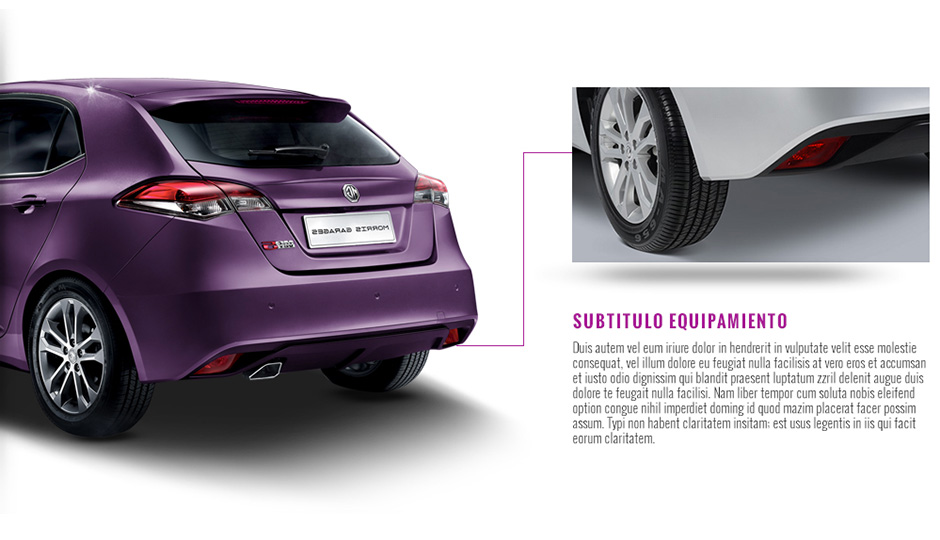 MORRIS GARAGES
SUBTITULO EQUIPAMIENTO
Duis autem vel eum iriure dolor in hendrerit in vulputate velit esse molestie
consequat, vel illum dolore eu feugiat nulla facilisis at vero eros et accumsan
et iusto odio dignissim qui blandit praesent luptatum zzril delenit augue duis
dolore te feugait nulla facilisi. Nam liber tempor cum soluta nobis eleifend
option congue nihil imperdiet doming id quod mazim placerat facer possim
assum. Typi non habent claritatem insitam; est usus legentis in iis qui facit
eorum claritatem.